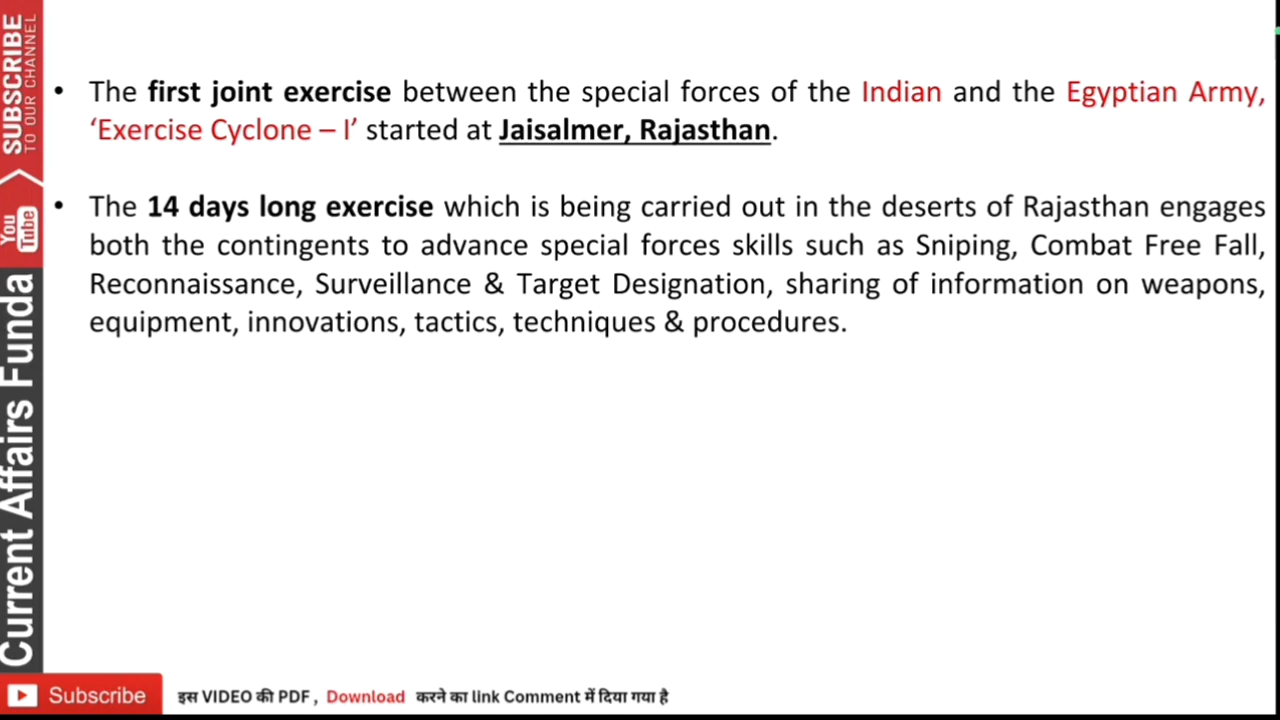 • The first joint exercise between the special forces of the Indian and the Egyptian Army,
‘Exercise Cyclone – I’ started at Jaisalmer, Rajasthan.
• The 14 days long exercise which is being carried out in the deserts of Rajasthan engages
both the contingents to advance special forces skills such as Sniping, Combat Free Fall,
Reconnaissance, Surveillance & Target Designation, sharing of information on weapons,
equipment, innovations, tactics, techniques & procedures.
SUBSCRIBE
TO OUR CHANNEL
You
Tube
Current Affairs Funda
Subscribe
इस VIDEO की PDF , Download करने का link Comment में दिया गया है